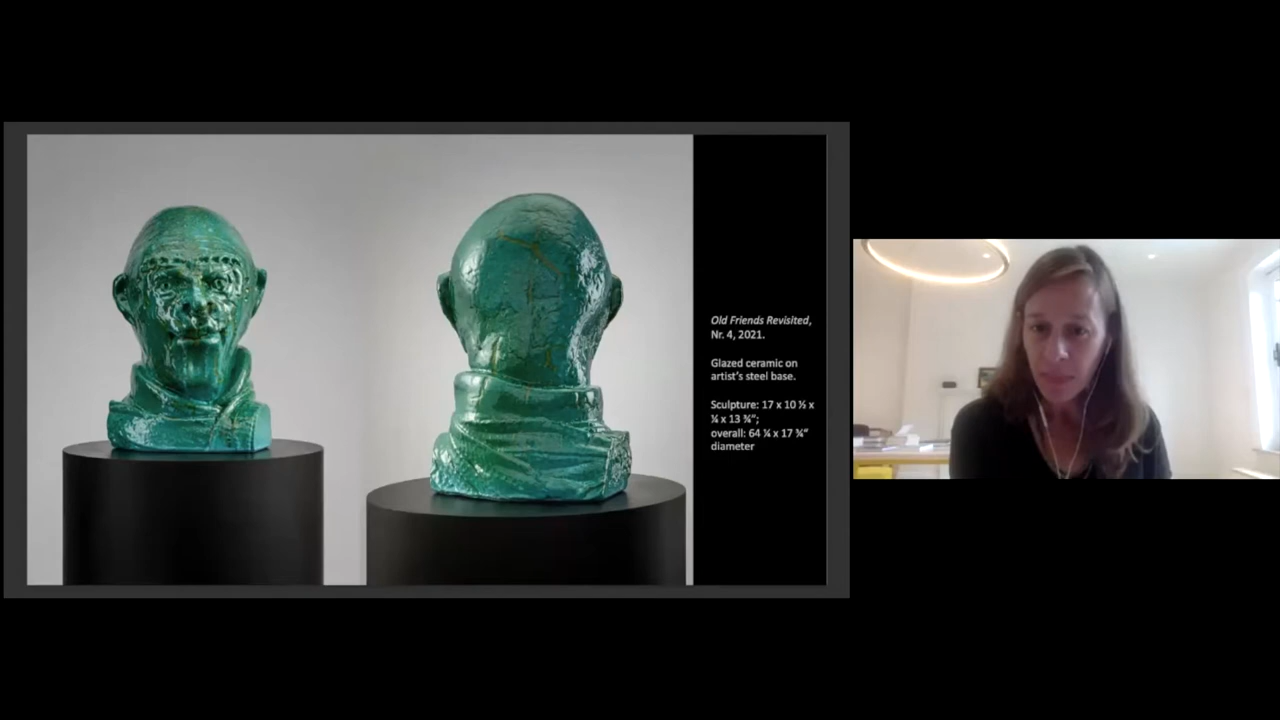 Old Friends Revisited,
Nr. 4, 2021.
Glazed ceramic on
artist's steel base.
Sculpture: 17 x 10 ½ x
¼ x 13 ¾";
overall: 64 ¼ x 17 ¾"
diameter